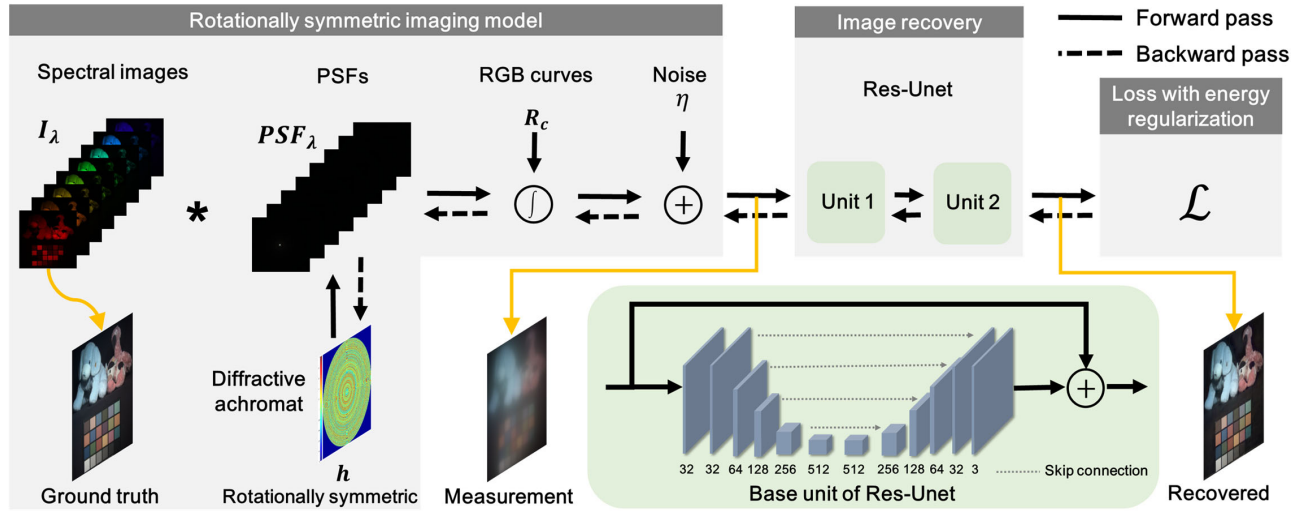 Rotationally symmetric imaging model
Image recovery
Forward pass
Backward pass
Spectral images
PSFs
RGB curves
Noise
η
Res-Unet
Loss with energy
regularization
I_λ
PSF_λ
R_c
*
∫
+
Unit 1
Unit 2
ℒ
Diffractive
achromat
h
Ground truth
Rotationally symmetric
Measurement
+
32 32 64 128 256 512 512 256 128 64 32 3
Skip connection
Base unit of Res-Unet
Recovered